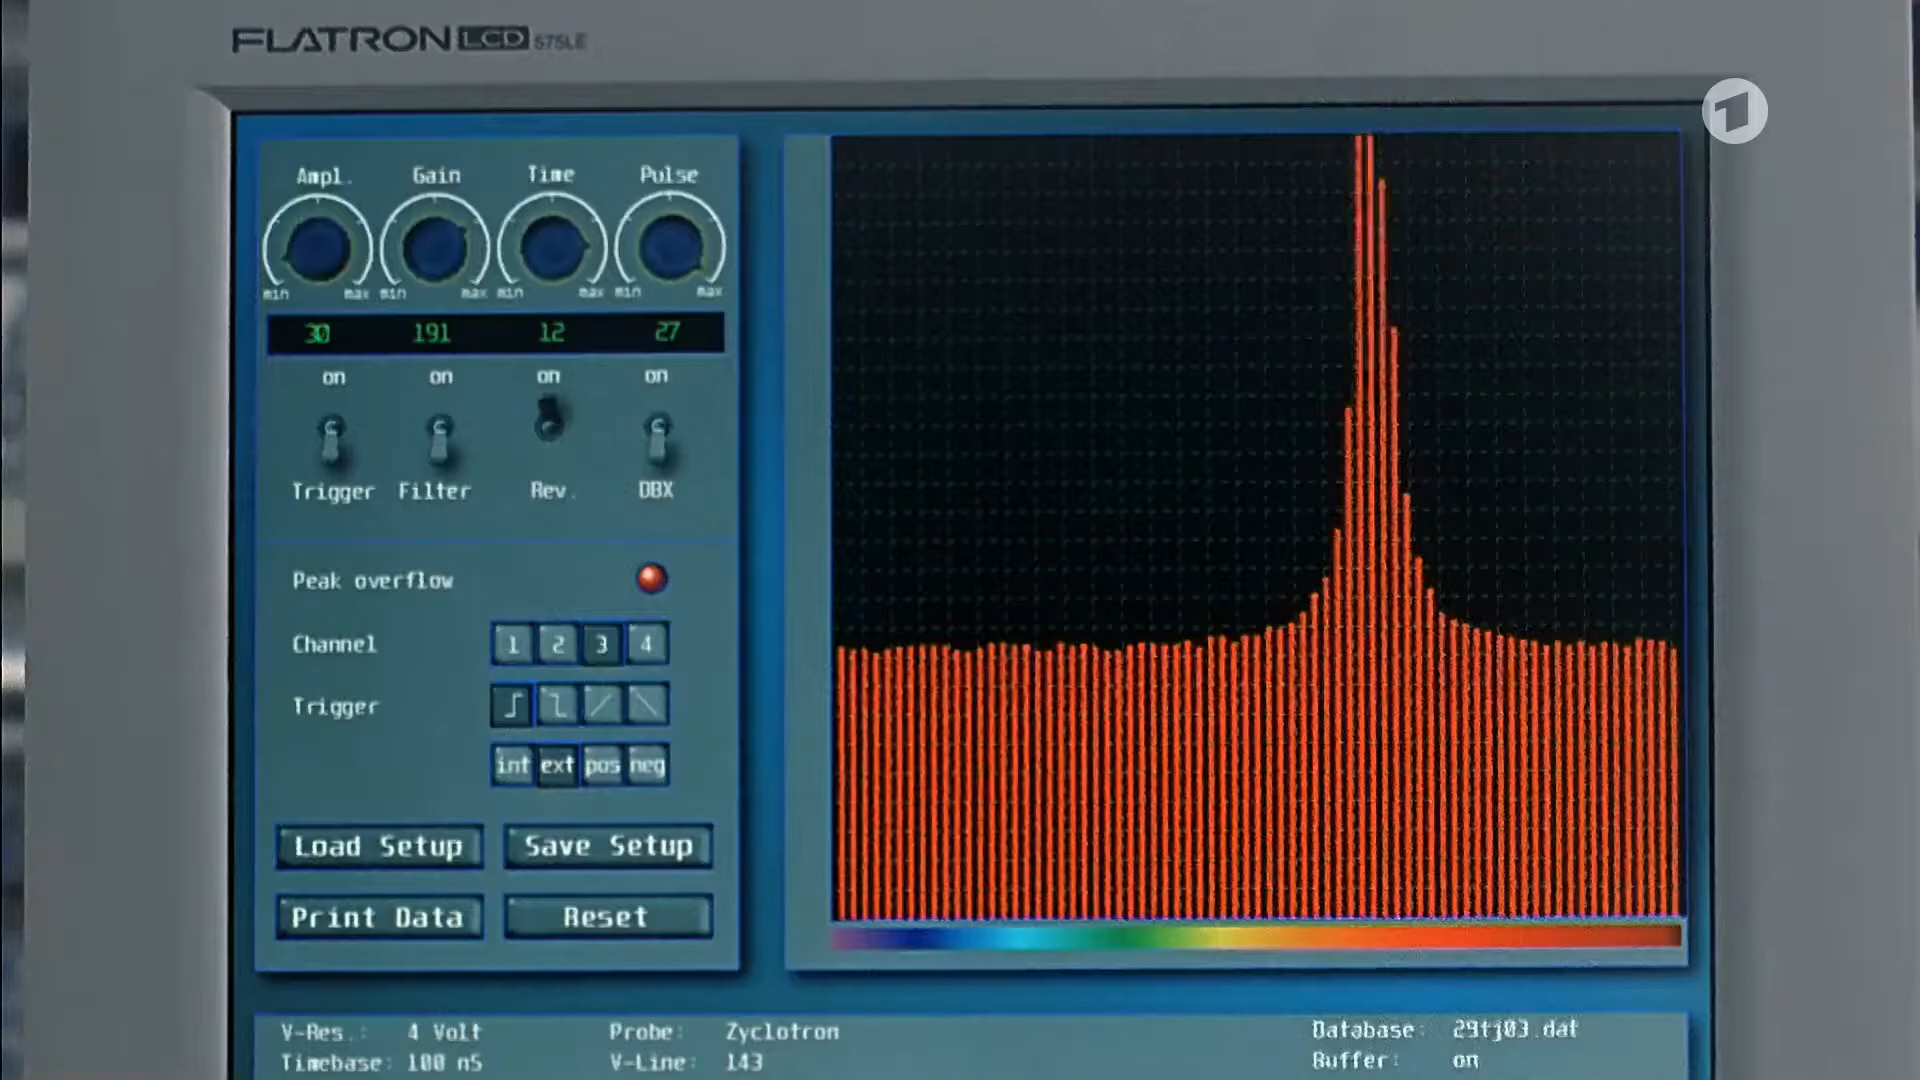 FLATRON LCD 575LE
1
Ampl. Gain Time Pulse
min max min max min max min max
30 191 12 27
on on on on
Trigger Filter Rev. DBX
Peak overflow
Channel 1 2 3 4
Trigger
int ext pos neg
Load Setup Save Setup
Print Data Reset
V-Res.: 4 Volt Probe: Zyclotron Database: 29tj03.dat
Timebase: 100 nS V-Line: 143 Buffer: on